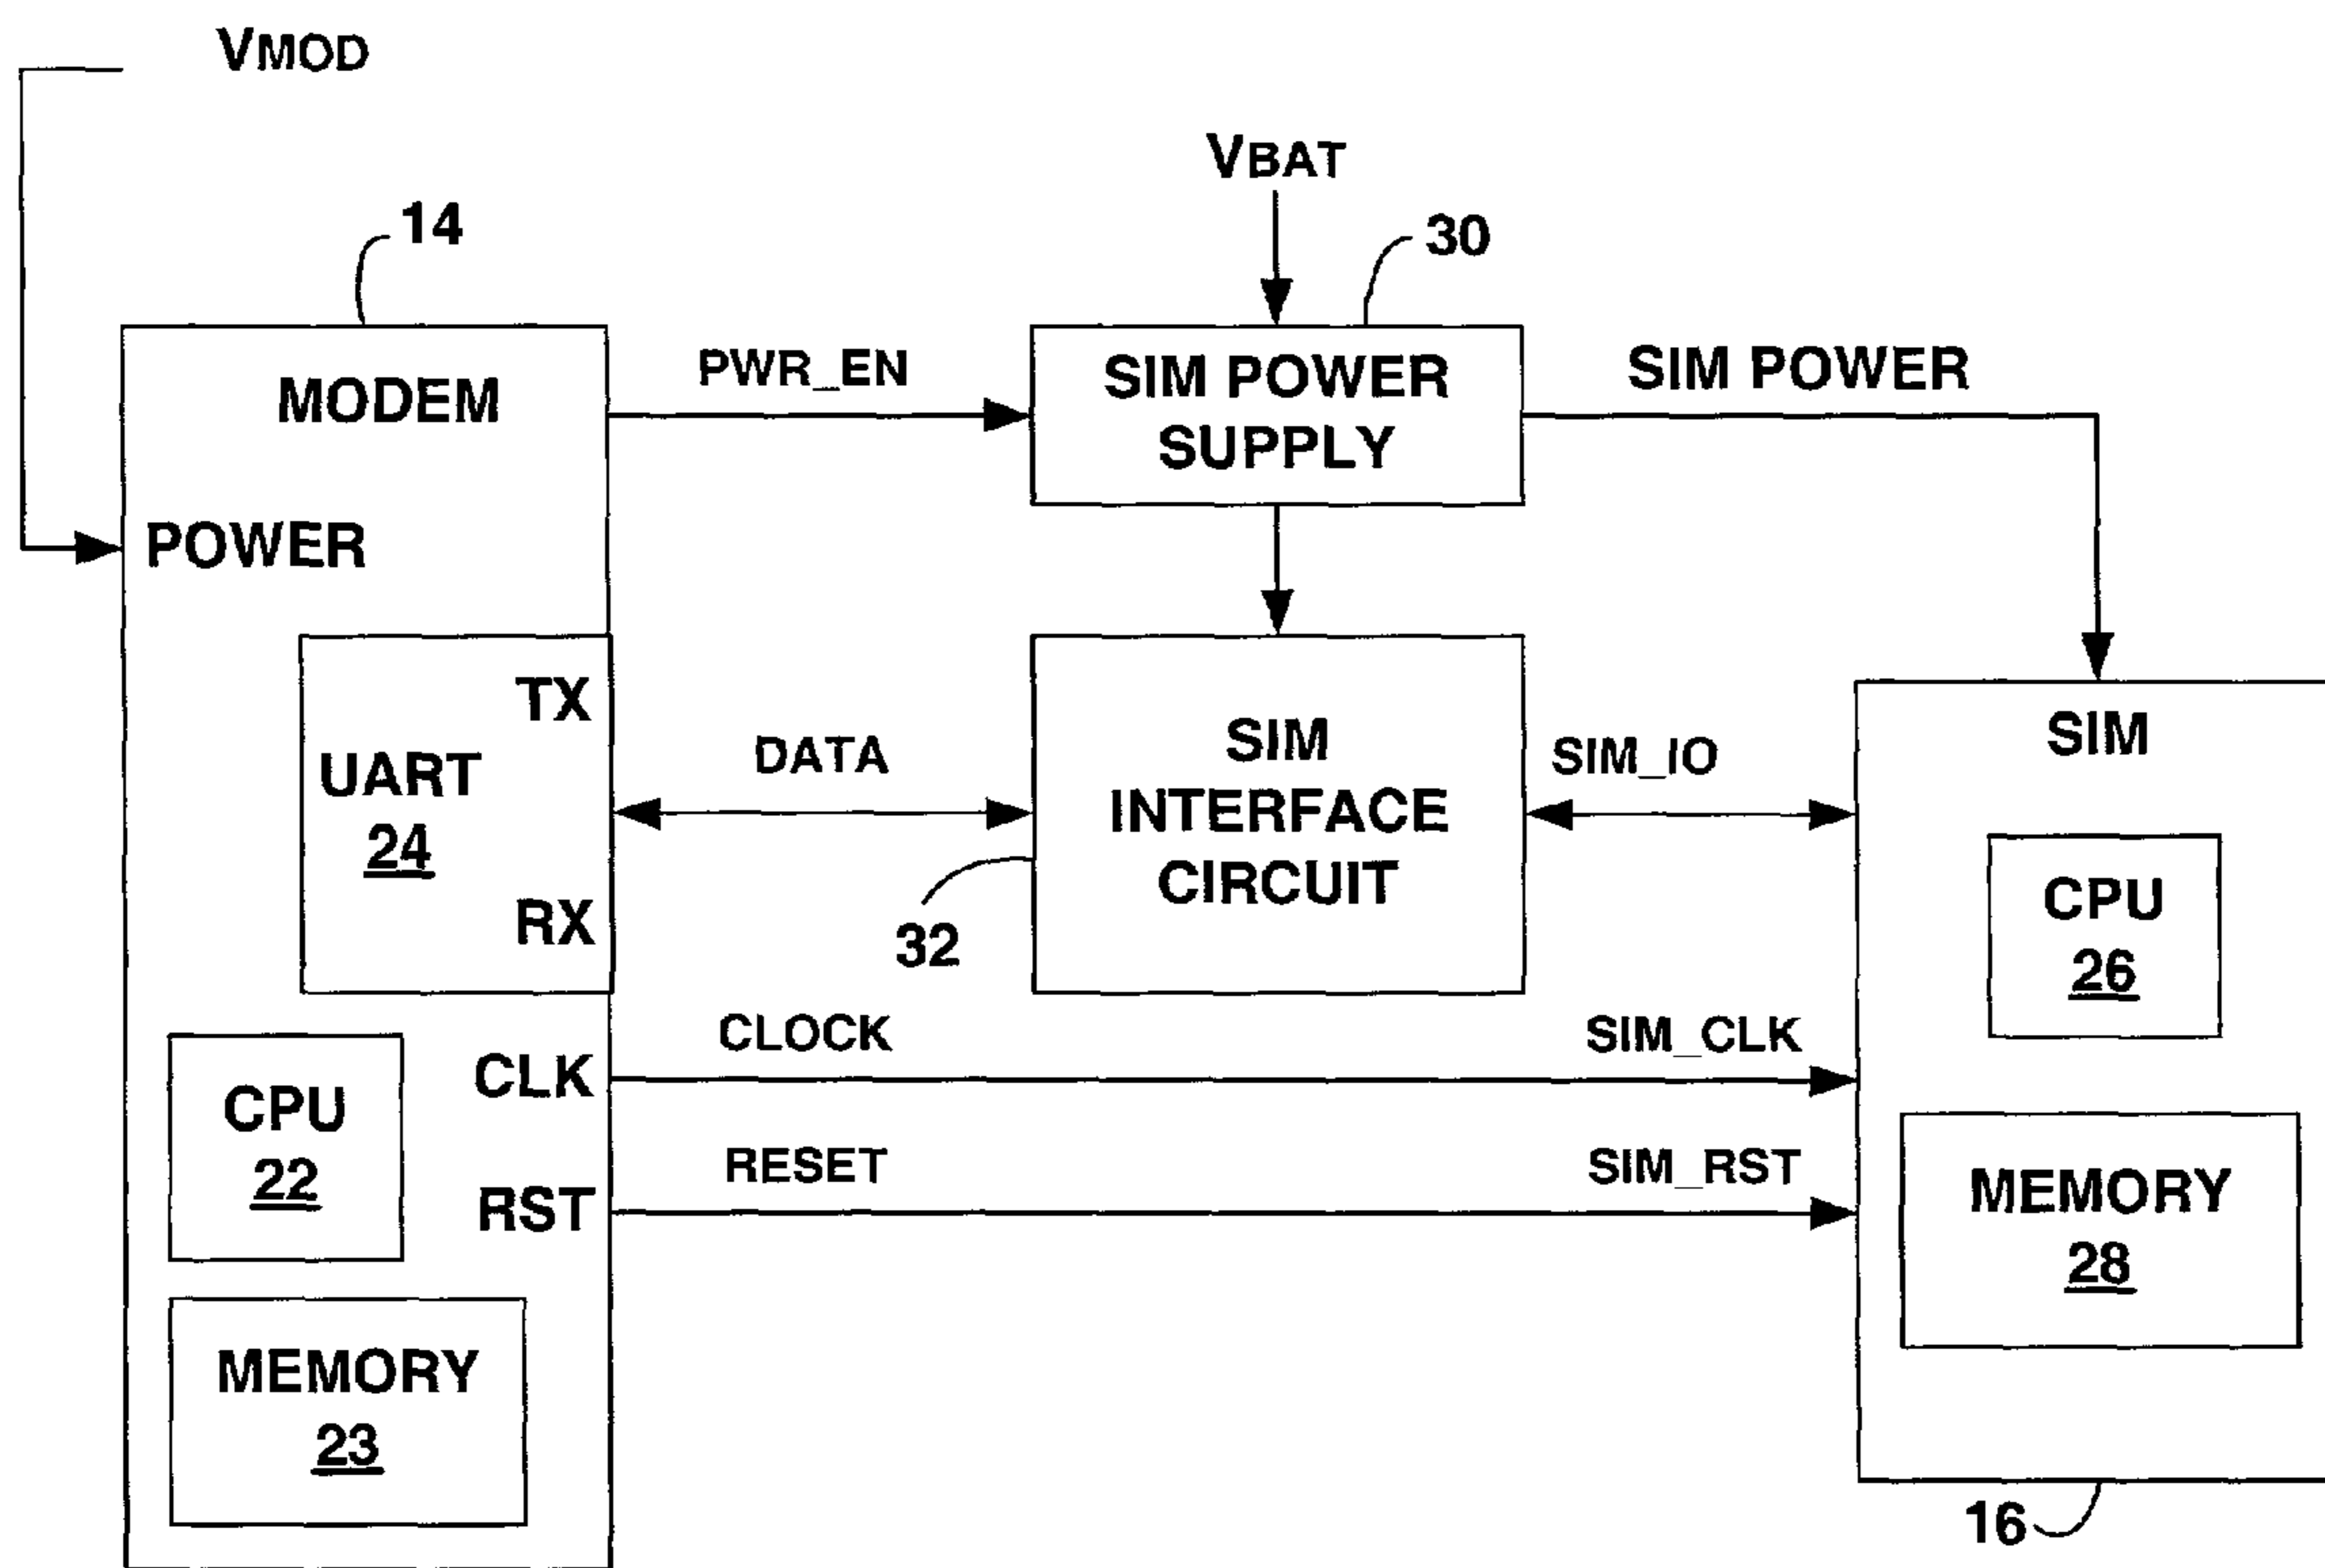 VMOD
VBAT
14
30
MODEM
PWR_EN
SIM POWER
SUPPLY
SIM POWER
POWER
TX
UART
24
RX
DATA
SIM
INTERFACE
CIRCUIT
32
SIM_IO
SIM
CPU
26
CLOCK
SIM_CLK
CLK
CPU
22
RESET
SIM_RST
RST
MEMORY
28
MEMORY
23
16